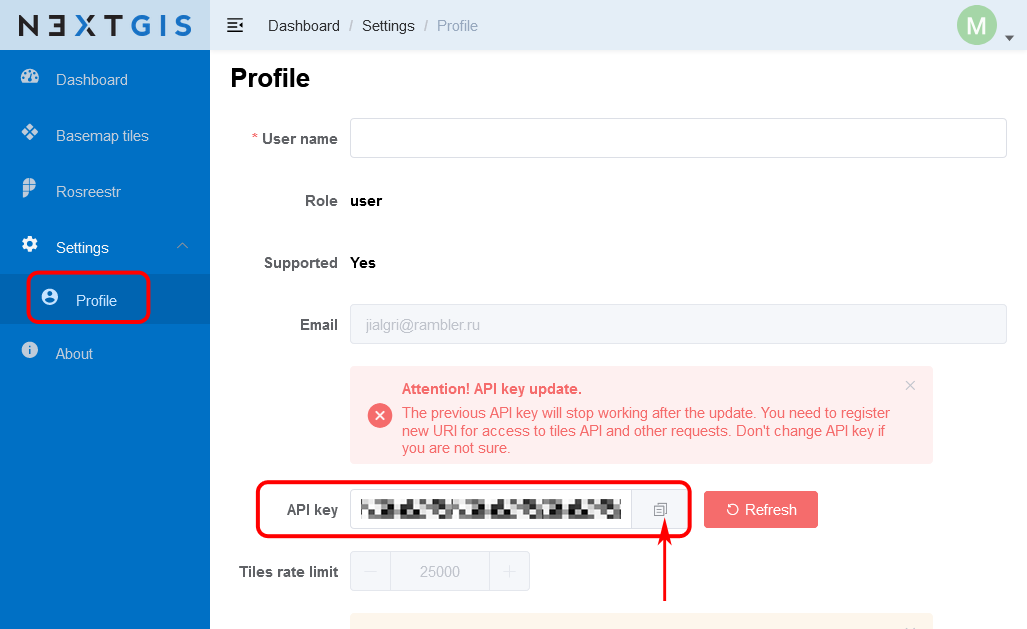 NEXTGIS
Dashboard / Settings / Profile
M
Dashboard
Basemap tiles
Rosreestr
Settings
Profile
About
Profile
* User name
Role user
Supported Yes
Email jialgri@rambler.ru
Attention! API key update.
The previous API key will stop working after the update. You need to register
new URI for access to tiles API and other requests. Don't change API key if
you are not sure.
API key
Refresh
Tiles rate limit − 25000 +